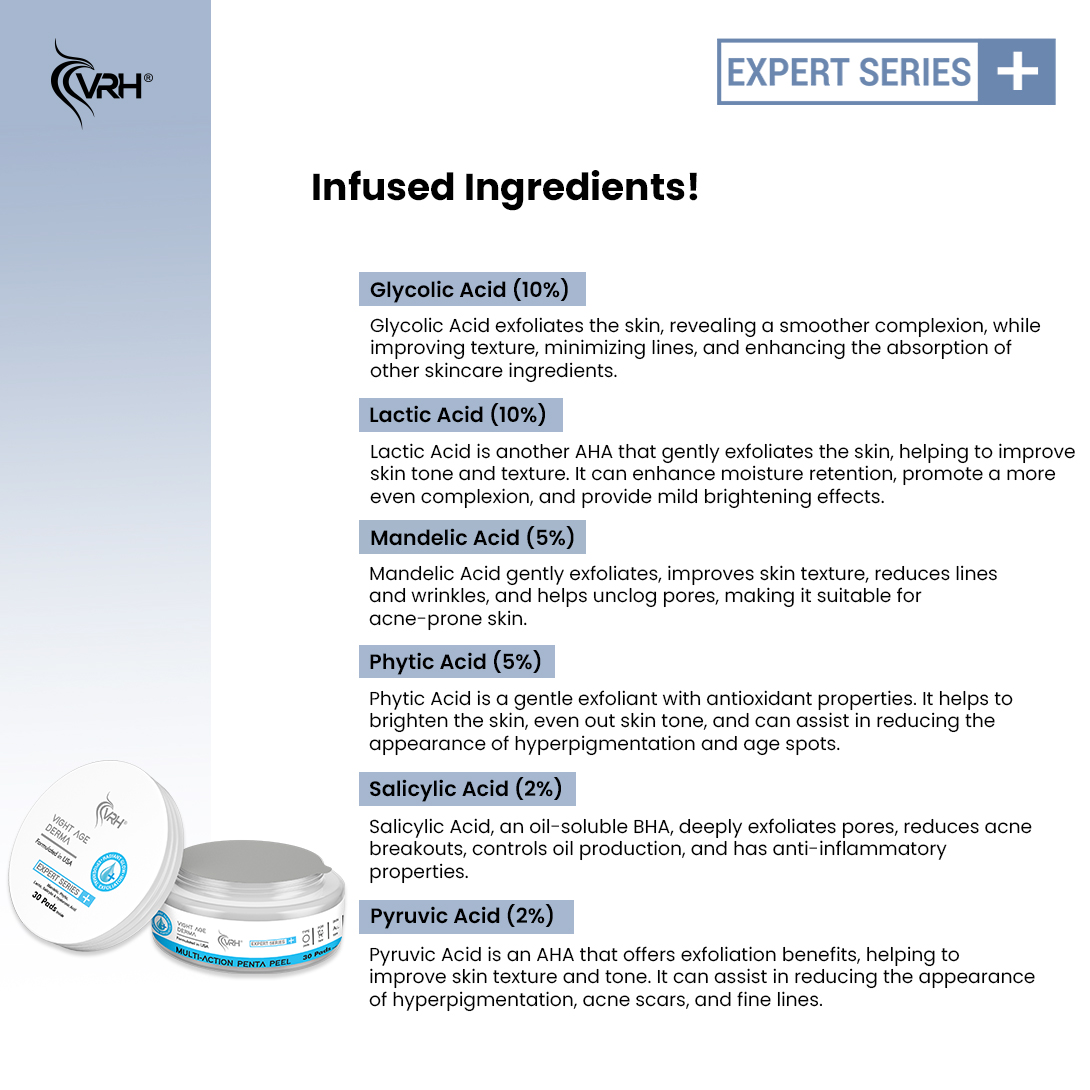 VRH®
EXPERT SERIES +
Infused Ingredients!
Glycolic Acid (10%)
Glycolic Acid exfoliates the skin, revealing a smoother complexion, while
improving texture, minimizing lines, and enhancing the absorption of
other skincare ingredients.
Lactic Acid (10%)
Lactic Acid is another AHA that gently exfoliates the skin, helping to improve
skin tone and texture. It can enhance moisture retention, promote a more
even complexion, and provide mild brightening effects.
Mandelic Acid (5%)
Mandelic Acid gently exfoliates, improves skin texture, reduces lines
and wrinkles, and helps unclog pores, making it suitable for
acne-prone skin.
Phytic Acid (5%)
Phytic Acid is a gentle exfoliant with antioxidant properties. It helps to
brighten the skin, even out skin tone, and can assist in reducing the
appearance of hyperpigmentation and age spots.
Salicylic Acid (2%)
Salicylic Acid, an oil-soluble BHA, deeply exfoliates pores, reduces acne
breakouts, controls oil production, and has anti-inflammatory
properties.
Pyruvic Acid (2%)
Pyruvic Acid is an AHA that offers exfoliation benefits, helping to
improve skin texture and tone. It can assist in reducing the appearance
of hyperpigmentation, acne scars, and fine lines.
VRH®
VIGHT AGE
DERMA
Formulated in USA
EXPERT SERIES +
30 Pads
VIGHT AGE
DERMA
Formulated in USA
VRH®
EXPERT SERIES +
MULTI-ACTION PENTA PEEL
30 Pads